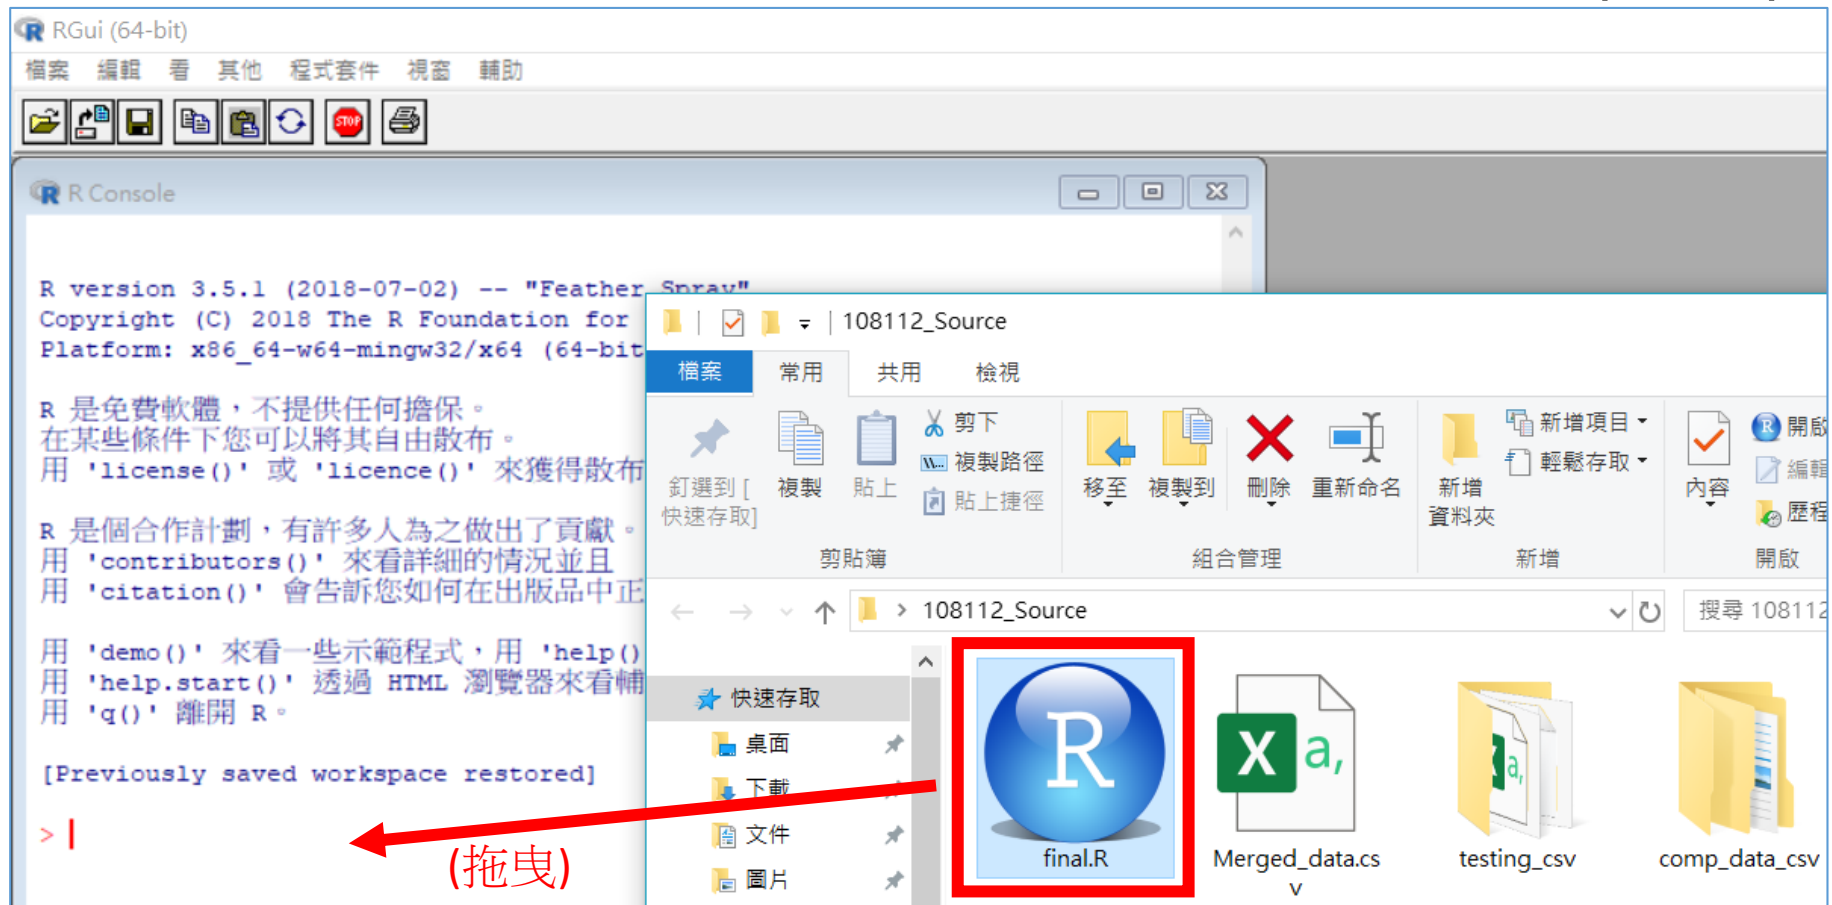 RGui (64-bit)
檔案 編輯 看 其他 程式套件 視窗 輔助
STOP
R Console
R version 3.5.1 (2018-07-02) -- "Feather Spray"
Copyright (C) 2018 The R Foundation for
Platform: x86_64-w64-mingw32/x64 (64-bit
R 是免費軟體，不提供任何擔保。
在某些條件下您可以將其自由散布。
用 'license()' 或 'licence()' 來獲得散布
R 是個合作計劃，有許多人為之做出了貢獻。
用 'contributors()' 來看詳細的情況並且
用 'citation()' 會告訴您如何在出版品中正
用 'demo()' 來看一些示範程式，用 'help()
用 'help.start()' 透過 HTML 瀏覽器來看輔
用 'q()' 離開 R。
[Previously saved workspace restored]
>
(拖曳)
108112_Source
檔案 常用 共用 檢視
釘選到 [
快速存取]
複製
貼上
剪下
複製路徑
貼上捷徑
剪貼簿
移至
複製到
刪除
重新命名
組合管理
新增
資料夾
新增項目
輕鬆存取
新增
內容
開啟
編輯
歷程
開啟
108112_Source
搜尋 108112
快速存取
桌面
下載
文件
圖片
R
final.R
X a,
Merged_data.cs
v
a,
testing_csv
comp_data_csv